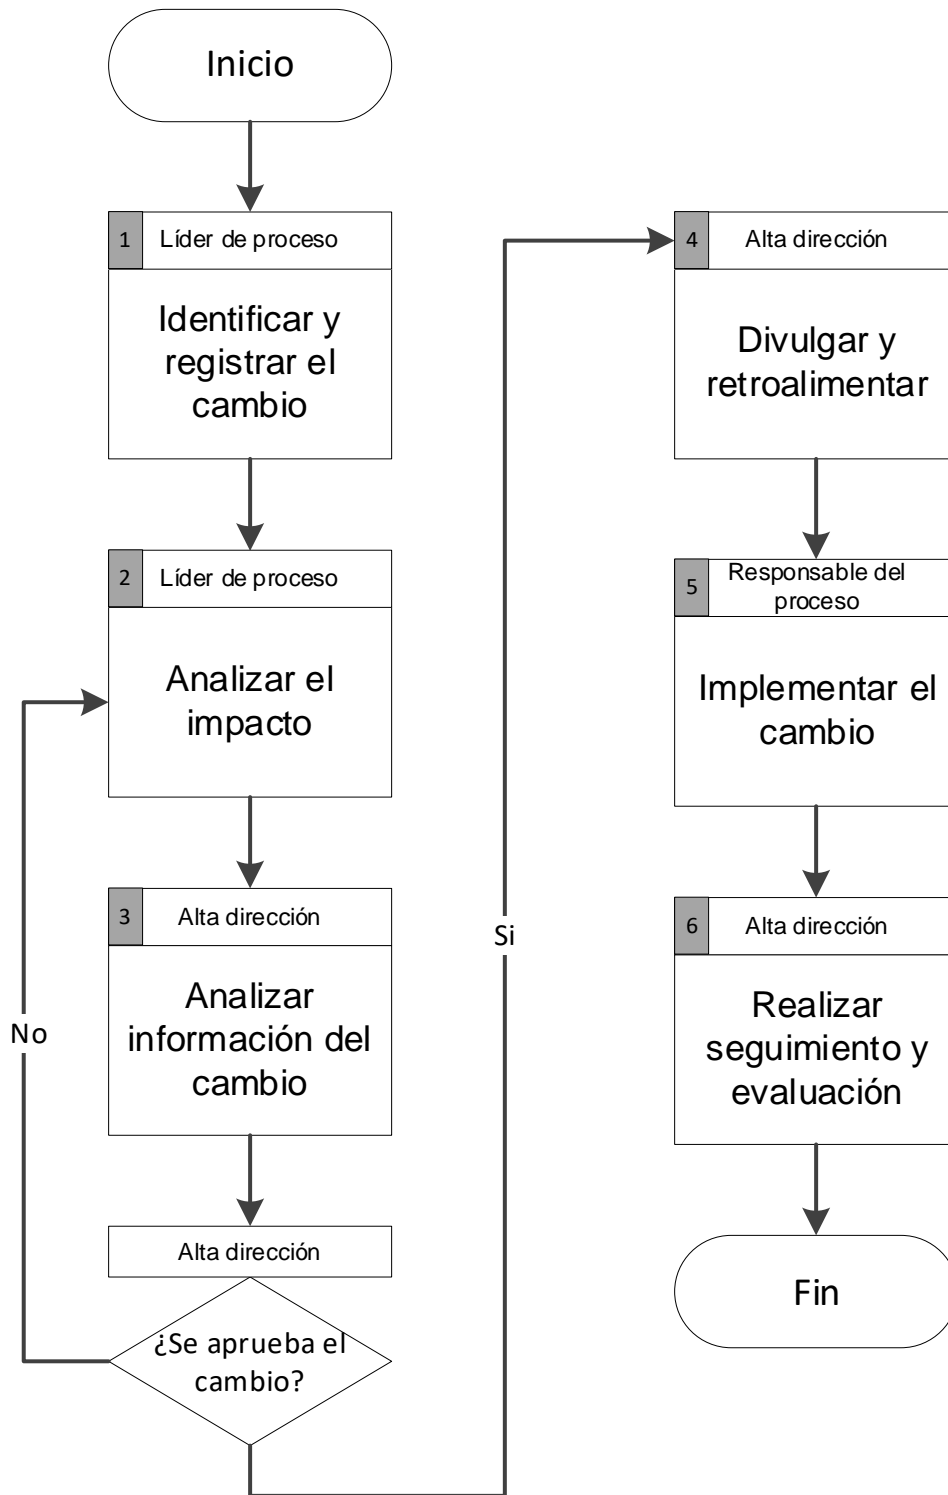 Inicio
1
Líder de proceso
Identificar y
registrar el
cambio
2
Líder de proceso
Analizar el
impacto
3
Alta dirección
Analizar
información del
cambio
Alta dirección
¿Se aprueba el
cambio?
No
Si
4
Alta dirección
Divulgar y
retroalimentar
5
Responsable del
proceso
Implementar el
cambio
6
Alta dirección
Realizar
seguimiento y
evaluación
Fin